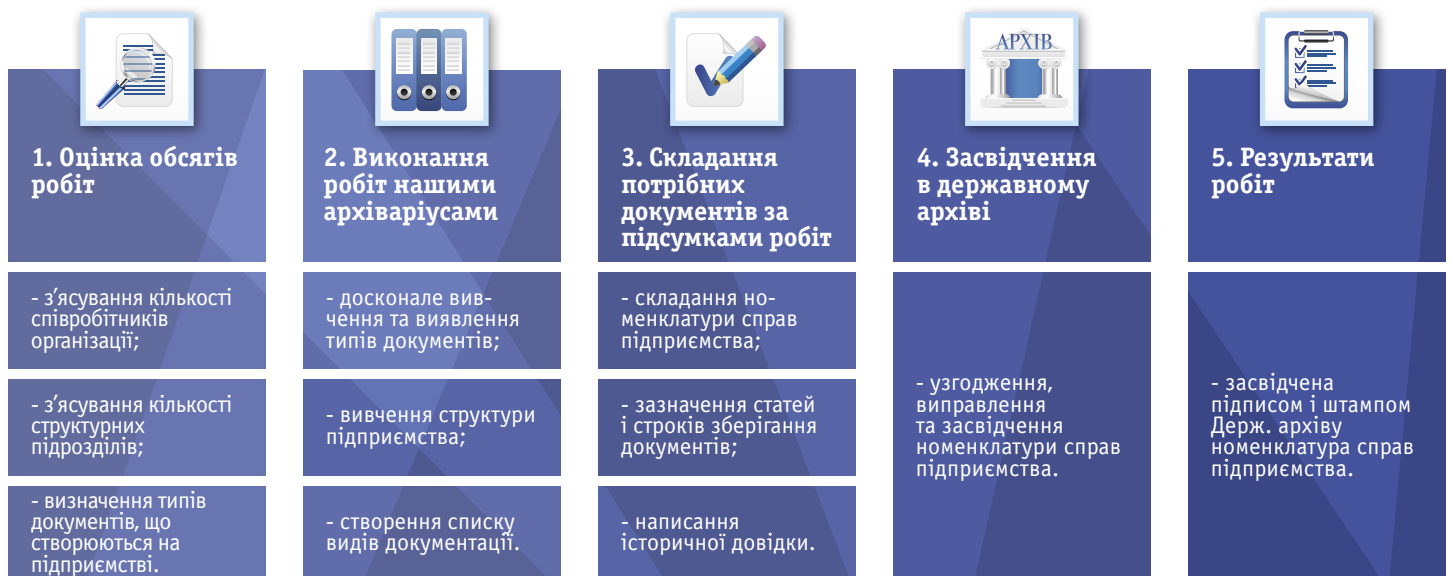 1. Оцінка обсягів
робіт
- з’ясування кількості
співробітників
організації;
- з’ясування кількості
структурних
підрозділів;
- визначення типів
документів, що
створюються на
підприємстві.
2. Виконання
робіт нашими
архіваріусами
- досконале вив-
чення та виявлення
типів документів;
- вивчення структури
підприємства;
- створення списку
видів документації.
3. Складання
потрібних
документів за
підсумками робіт
- складання но-
менклатури справ
підприємства;
- зазначення статей
і строків зберігання
документів;
- написання
історичної довідки.
АРХІВ
4. Засвідчення
в державному
архіві
- узгодження,
виправлення
та засвідчення
номенклатури справ
підприємства.
5. Результати
робіт
- засвідчена
підписом і штампом
Держ. архіву
номенклатура справ
підприємства.